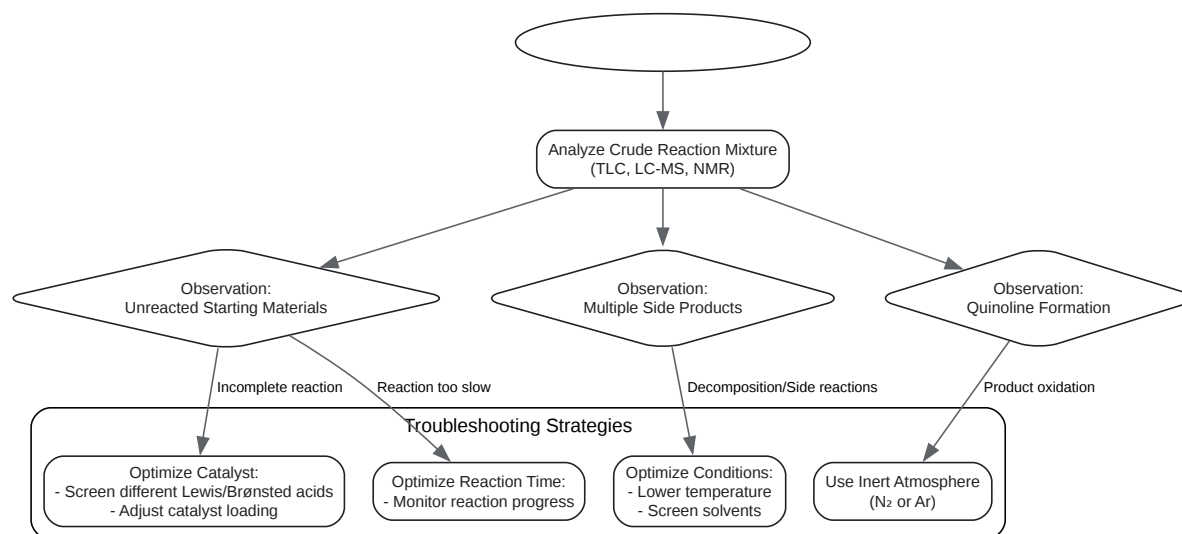 Analyze Crude Reaction Mixture
(TLC, LC-MS, NMR)
Observation:
Unreacted Starting Materials
Observation:
Multiple Side Products
Observation:
Quinoline Formation
Incomplete reaction
Reaction too slow
Decomposition/Side reactions
Product oxidation
Troubleshooting Strategies
Optimize Catalyst:
- Screen different Lewis/Brønsted acids
- Adjust catalyst loading
Optimize Reaction Time:
- Monitor reaction progress
Optimize Conditions:
- Lower temperature
- Screen solvents
Use Inert Atmosphere
(N₂ or Ar)